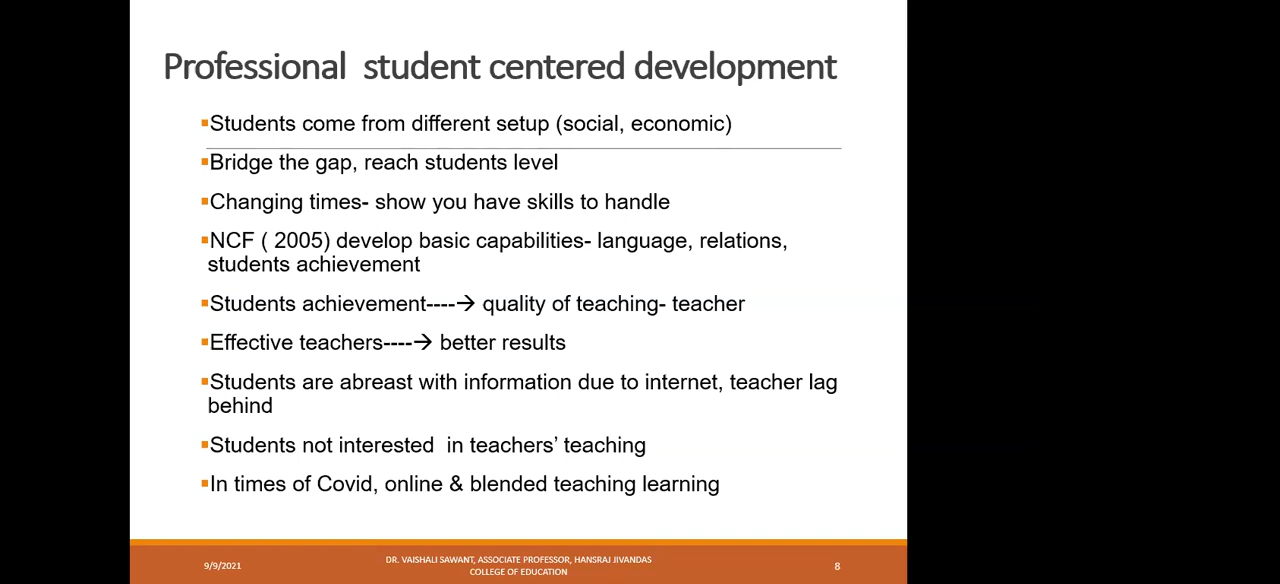 Professional student centered development
▪Students come from different setup (social, economic)
▪Bridge the gap, reach students level
▪Changing times- show you have skills to handle
▪NCF ( 2005) develop basic capabilities- language, relations,
students achievement
▪Students achievement----→ quality of teaching- teacher
▪Effective teachers----→ better results
▪Students are abreast with information due to internet, teacher lag
behind
▪Students not interested in teachers’ teaching
▪In times of Covid, online & blended teaching learning
9/9/2021
DR. VAISHALI SAWANT, ASSOCIATE PROFESSOR, HANSRAJ JIVANDAS
COLLEGE OF EDUCATION
8